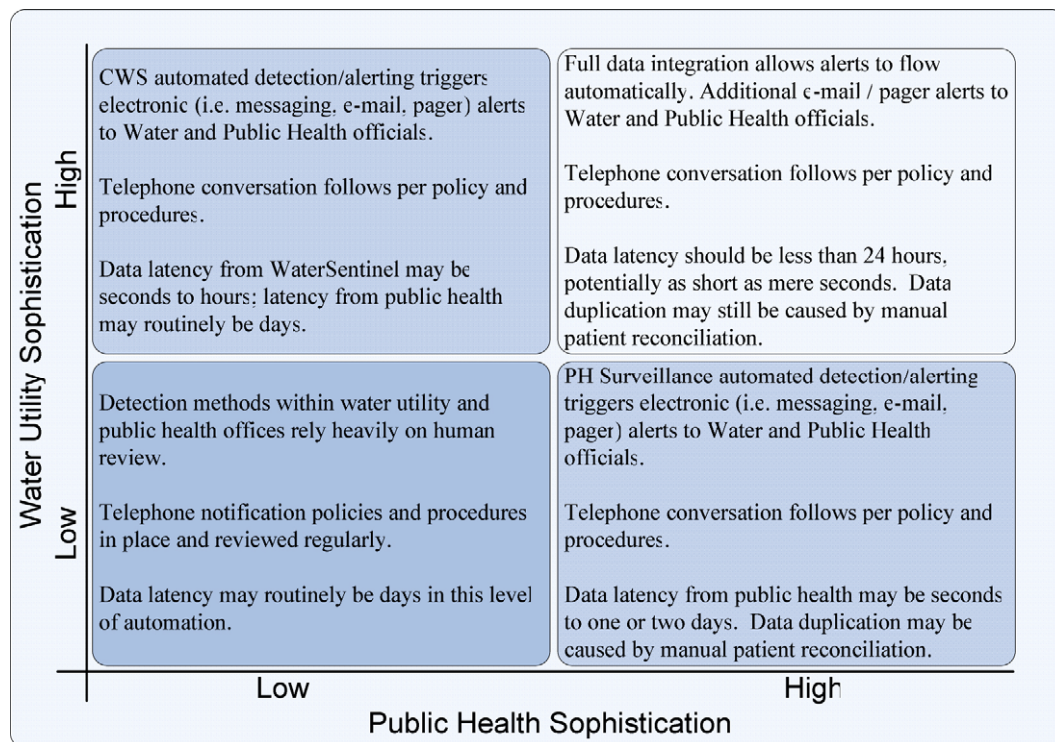 Water Utility Sophistication
High
Low
CWS automated detection/alerting triggers
electronic (i.e. messaging, e-mail, pager) alerts
to Water and Public Health officials.
Telephone conversation follows per policy and
procedures.
Data latency from WaterSentinel may be
seconds to hours; latency from public health
may routinely be days.
Full data integration allows alerts to flow
automatically. Additional e-mail / pager alerts to
Water and Public Health officials.
Telephone conversation follows per policy and
procedures.
Data latency should be less than 24 hours,
potentially as short as mere seconds. Data
duplication may still be caused by manual
patient reconciliation.
Detection methods within water utility and
public health offices rely heavily on human
review.
Telephone notification policies and procedures
in place and reviewed regularly.
Data latency may routinely be days in this level
of automation.
PH Surveillance automated detection/alerting
triggers electronic (i.e. messaging, e-mail,
pager) alerts to Water and Public Health
officials.
Telephone conversation follows per policy and
procedures.
Data latency from public health may be seconds
to one or two days. Data duplication may be
caused by manual patient reconciliation.
Low
High
Public Health Sophistication